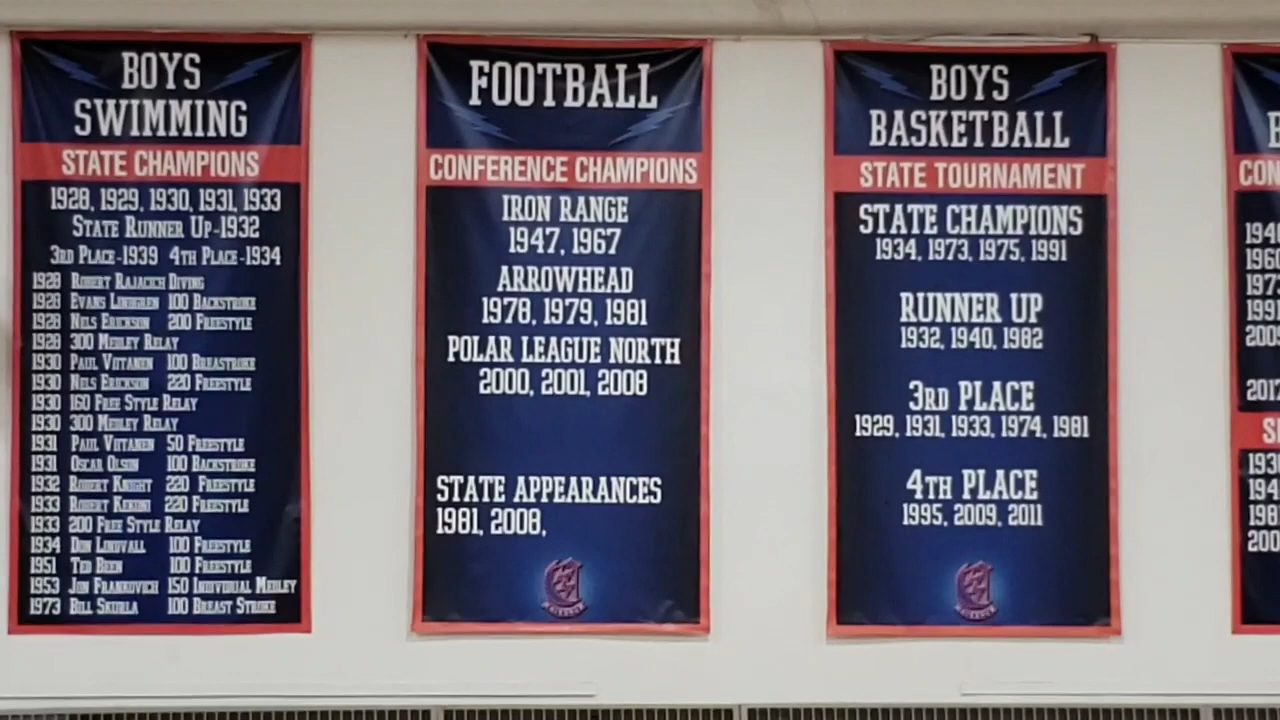 BOYS
SWIMMING
STATE CHAMPIONS
1928, 1929, 1930, 1931, 1933
STATE RUNNER UP-1932
3RD PLACE-1939 4TH PLACE-1934
1928 ROBERT RAJACICH DIVING
1928 EVANS LINDGREN 100 BACKSTROKE
1928 NELS ERICKSON 200 FREESTYLE
1928 300 MEDLEY RELAY
1930 PAUL VIITANEN 100 BREASTROKE
1930 NELS ERICKSON 220 FREESTYLE
1930 160 FREE STYLE RELAY
1930 300 MEDLEY RELAY
1931 PAUL VIITANEN 50 FREESTYLE
1931 OSCAR OLSON 100 BACKSTROKE
1932 ROBERT KNIGHT 220 FREESTYLE
1933 ROBERT 220 FREESTYLE
1933 200 FREE STYLE RELAY
1934 DON LINDVALL 100 FREESTYLE
1951 TED BEEN 100 FREESTYLE
1953 JON FRANKOVICH 150 INDIVIDUAL MEDLEY
1973 BILL SKURLA 100 BREAST STROKE
FOOTBALL
CONFERENCE CHAMPIONS
IRON RANGE
1947, 1967
ARROWHEAD
1978, 1979, 1981
POLAR LEAGUE NORTH
2000, 2001, 2008
STATE APPEARANCES
1981, 2008,
BOYS
BASKETBALL
STATE TOURNAMENT
STATE CHAMPIONS
1934, 1973, 1975, 1991
RUNNER UP
1932, 1940, 1982
3RD PLACE
1929, 1931, 1933, 1974, 1981
4TH PLACE
1995, 2009, 2011